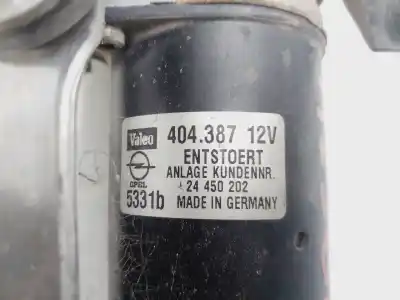 Valeo 404.387 12V
ENTSTOERT
OPEL ANLAGE KUNDENNR.
24 450 202
5331b MADE IN GERMANY